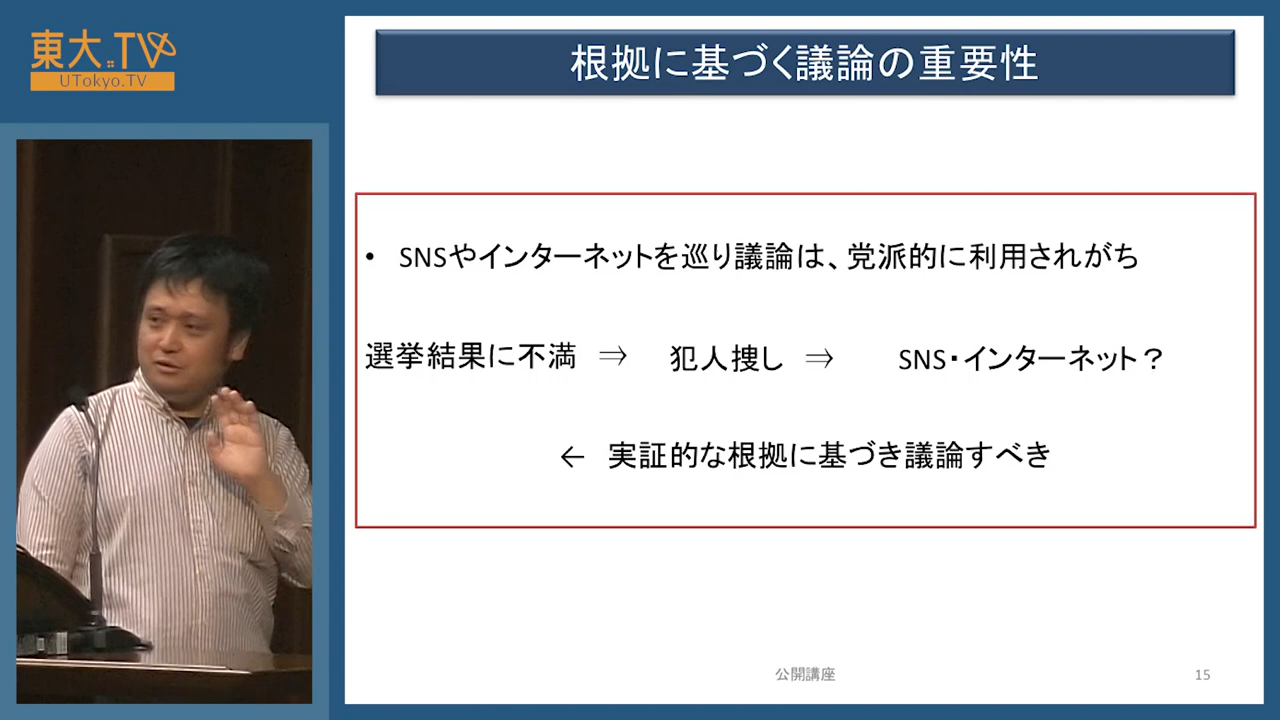 東大.TV
UTokyo.TV
根拠に基づく議論の重要性
• SNSやインターネットを巡り議論は、党派的に利用されがち
選挙結果に不満 ⇒ 犯人捜し ⇒ SNS・インターネット？
← 実証的な根拠に基づき議論すべき
公開講座
15